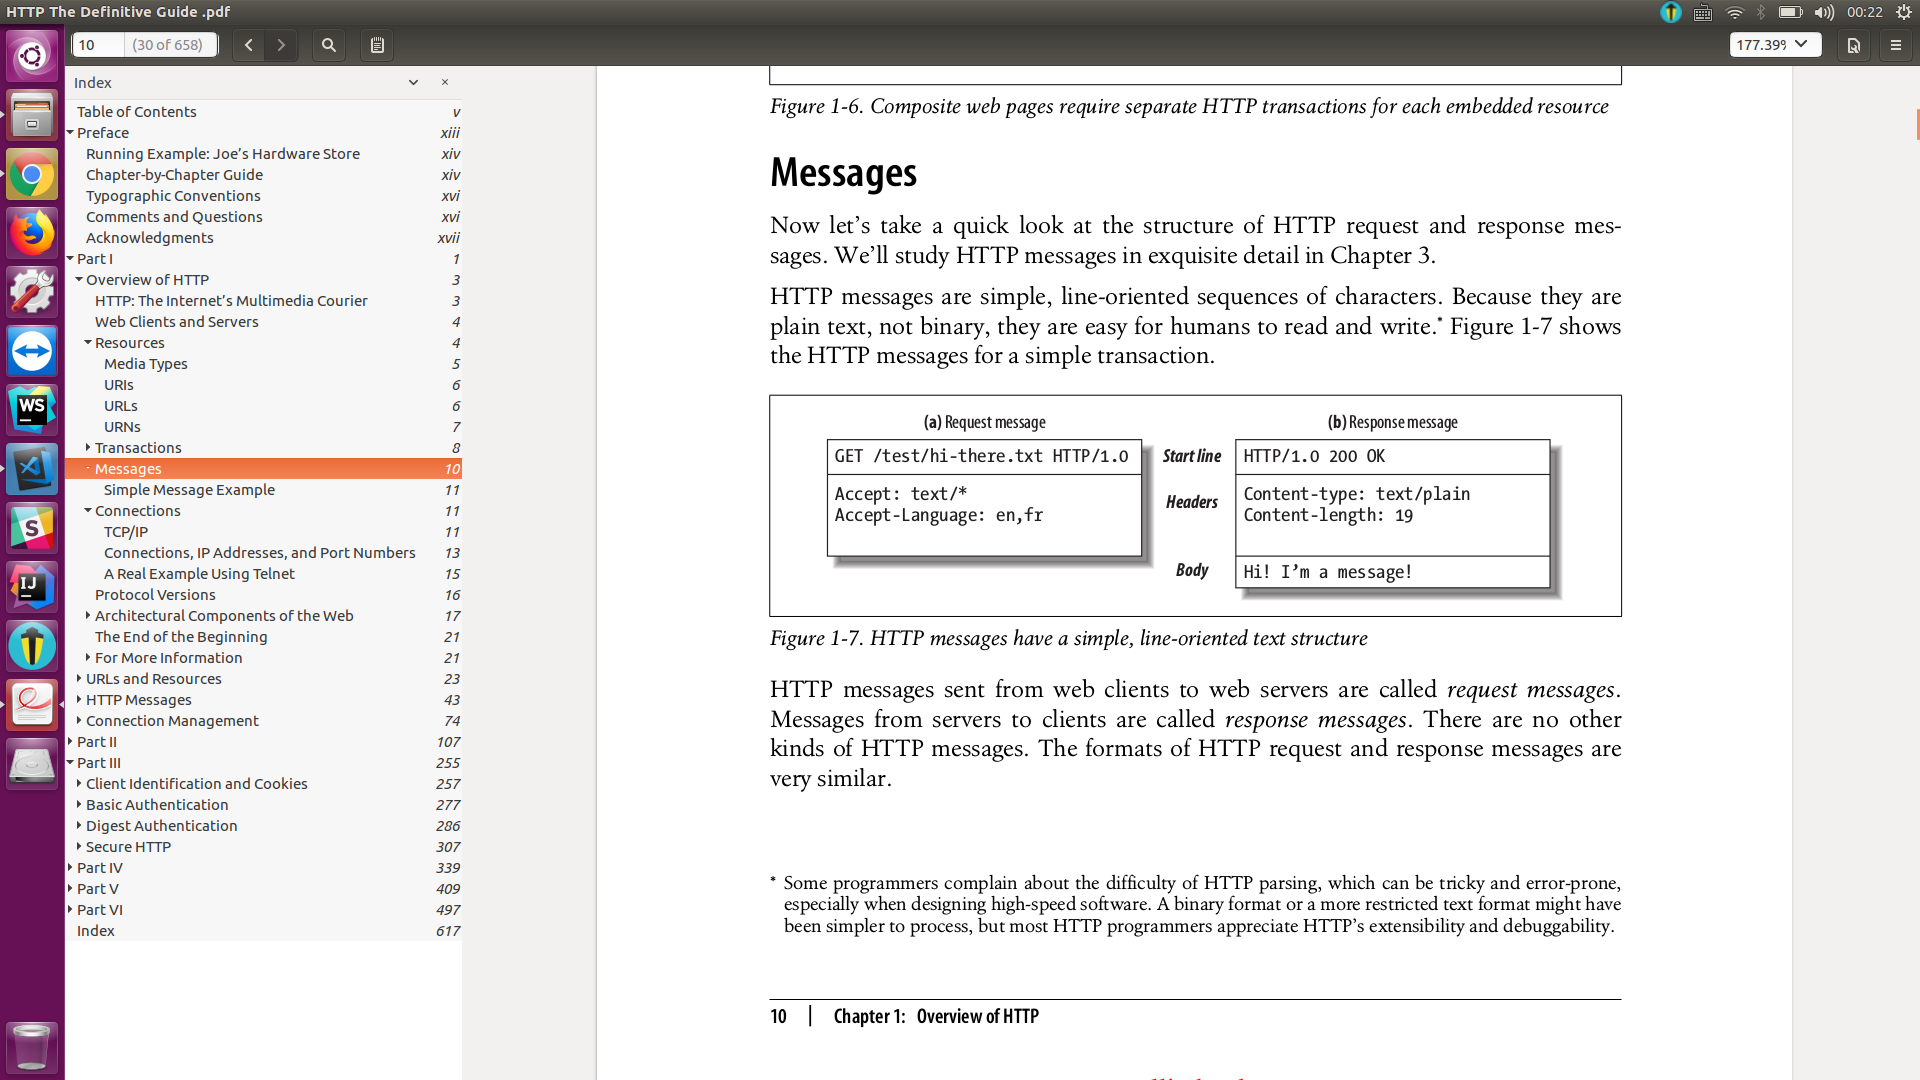 HTTP The Definitive Guide .pdf
00:22
10 (30 of 658)
177.39%
Index
Table of Contents v
Preface xiii
Running Example: Joe’s Hardware Store xiv
Chapter-by-Chapter Guide xiv
Typographic Conventions xvi
Comments and Questions xvi
Acknowledgments xvii
Part I 1
Overview of HTTP 3
HTTP: The Internet’s Multimedia Courier 3
Web Clients and Servers 4
Resources 4
Media Types 5
URIs 6
URLs 6
URNs 7
Transactions 8
Messages 10
Simple Message Example 11
Connections 11
TCP/IP 11
Connections, IP Addresses, and Port Numbers 13
A Real Example Using Telnet 15
Protocol Versions 16
Architectural Components of the Web 17
The End of the Beginning 21
For More Information 21
URLs and Resources 23
HTTP Messages 43
Connection Management 74
Part II 107
Part III 255
Client Identification and Cookies 257
Basic Authentication 277
Digest Authentication 286
Secure HTTP 307
Part IV 339
Part V 409
Part VI 497
Index 617
WS
S
IJ
Figure 1-6. Composite web pages require separate HTTP transactions for each embedded resource
Messages
Now let’s take a quick look at the structure of HTTP request and response mes-
sages. We’ll study HTTP messages in exquisite detail in Chapter 3.
HTTP messages are simple, line-oriented sequences of characters. Because they are
plain text, not binary, they are easy for humans to read and write.* Figure 1-7 shows
the HTTP messages for a simple transaction.
(a) Request message
(b) Response message
GET /test/hi-there.txt HTTP/1.0
Start line
HTTP/1.0 200 OK
Accept: text/*
Accept-Language: en,fr
Headers
Content-type: text/plain
Content-length: 19
Body
Hi! I’m a message!
Figure 1-7. HTTP messages have a simple, line-oriented text structure
HTTP messages sent from web clients to web servers are called request messages.
Messages from servers to clients are called response messages. There are no other
kinds of HTTP messages. The formats of HTTP request and response messages are
very similar.
* Some programmers complain about the difficulty of HTTP parsing, which can be tricky and error-prone,
especially when designing high-speed software. A binary format or a more restricted text format might have
been simpler to process, but most HTTP programmers appreciate HTTP’s extensibility and debuggability.
10 | Chapter 1: Overview of HTTP